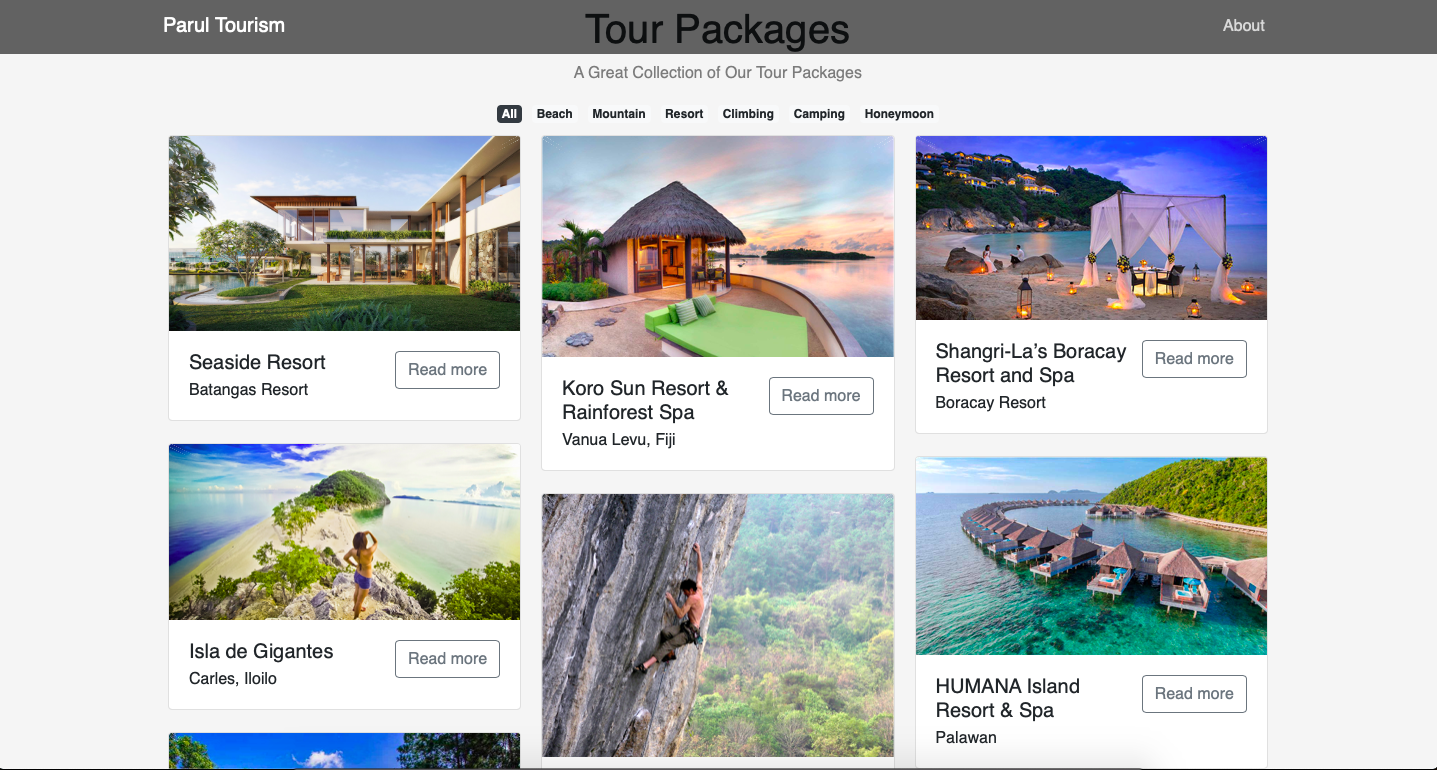 Parul Tourism
Tour Packages
About
A Great Collection of Our Tour Packages
All Beach Mountain Resort Climbing Camping Honeymoon
Seaside Resort
Batangas Resort
Read more
Koro Sun Resort &
Rainforest Spa
Vanua Levu, Fiji
Read more
Shangri-La’s Boracay
Resort and Spa
Boracay Resort
Read more
Isla de Gigantes
Carles, Iloilo
Read more
HUMANA Island
Resort & Spa
Palawan
Read more